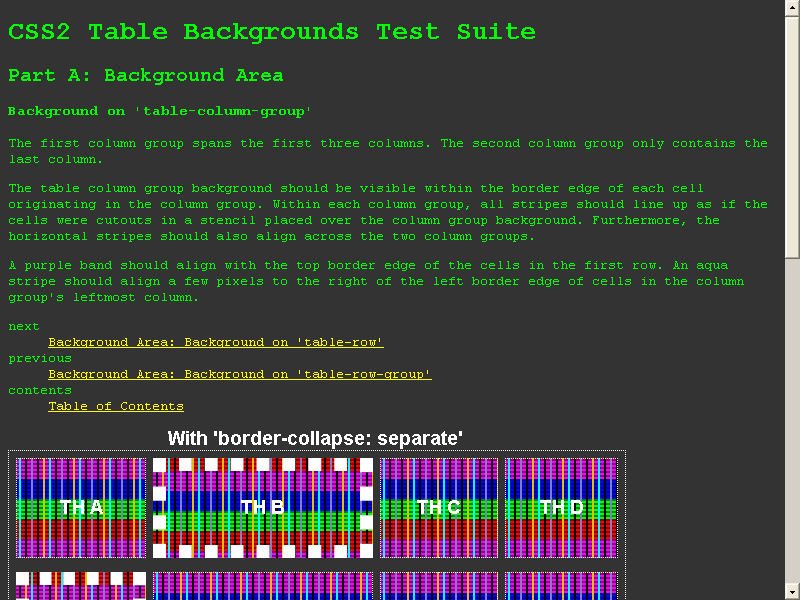 CSS2 Table Backgrounds Test Suite
Part A: Background Area
Background on 'table-column-group'
The first column group spans the first three columns. The second column group only contains the
last column.
The table column group background should be visible within the border edge of each cell
originating in the column group. Within each column group, all stripes should line up as if the
cells were cutouts in a stencil placed over the column group background. Furthermore, the
horizontal stripes should also align across the two column groups.
A purple band should align with the top border edge of the cells in the first row. An aqua
stripe should align a few pixels to the right of the left border edge of cells in the column
group's leftmost column.
next
Background Area: Background on 'table-row'
previous
Background Area: Background on 'table-row-group'
contents
Table of Contents
With 'border-collapse: separate'
TH A TH B TH C TH D